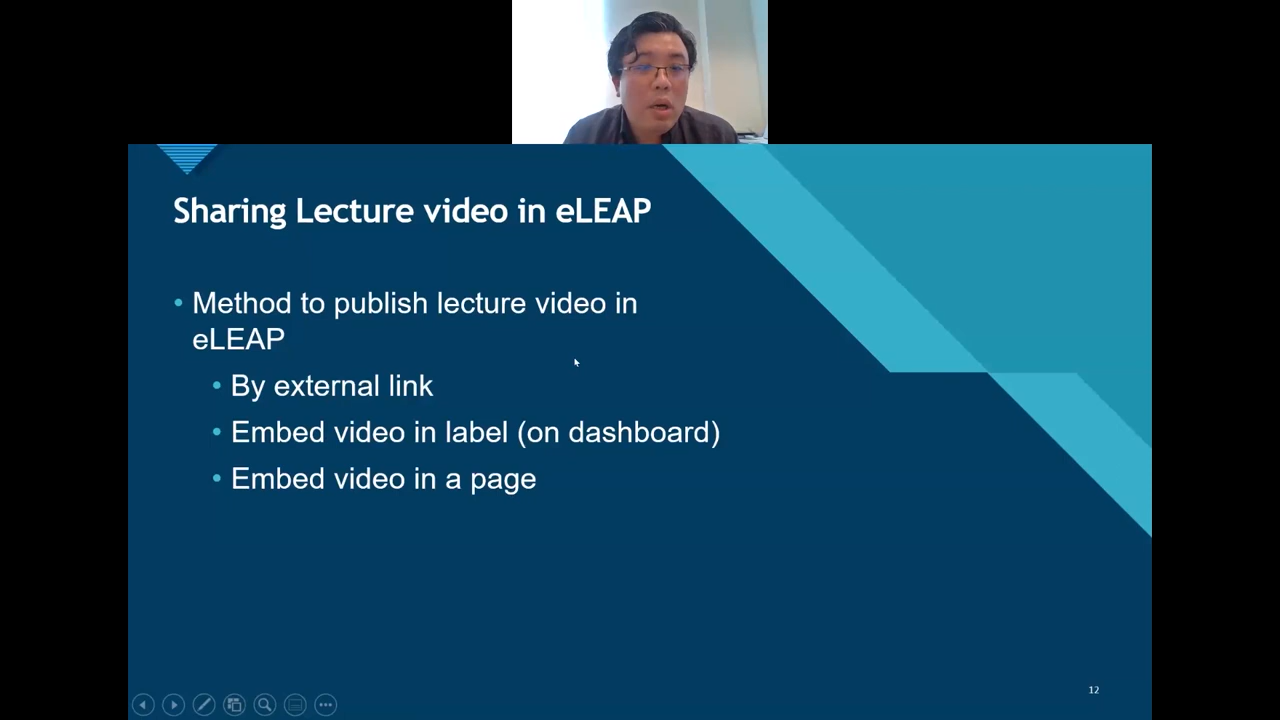 Sharing Lecture video in eLEAP
• Method to publish lecture video in
eLEAP
• By external link
• Embed video in label (on dashboard)
• Embed video in a page
12